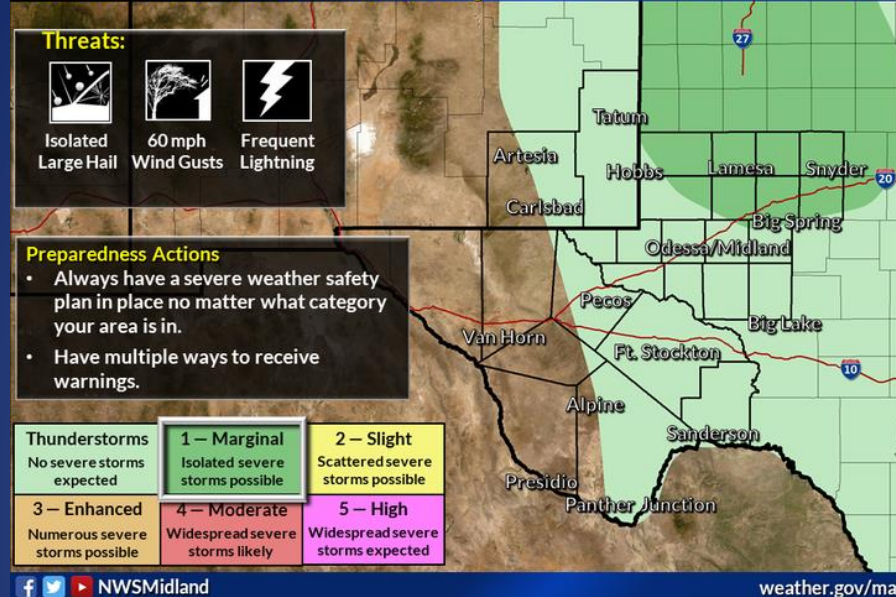 Threats:
Isolated
Large Hail
60 mph
Wind Gusts
Frequent
Lightning
Preparedness Actions
• Always have a severe weather safety
plan in place no matter what category
your area is in.
• Have multiple ways to receive
warnings.
Thunderstorms
No severe storms
expected
1 – Marginal
Isolated severe
storms possible
2 – Slight
Scattered severe
storms possible
3 – Enhanced
Numerous severe
storms possible
4 – Moderate
Widespread severe
storms likely
5 – High
Widespread severe
storms expected
27
Tatum
Artesia
Hobbs
Lamesa
Snyder
20
Carlsbad
Big Spring
Odessa/Midland
Pecos
Big Lake
Van Horn
Ft. Stockton
10
Alpine
Sanderson
Presidio
Panther Junction
NWSMidland
weather.gov/ma